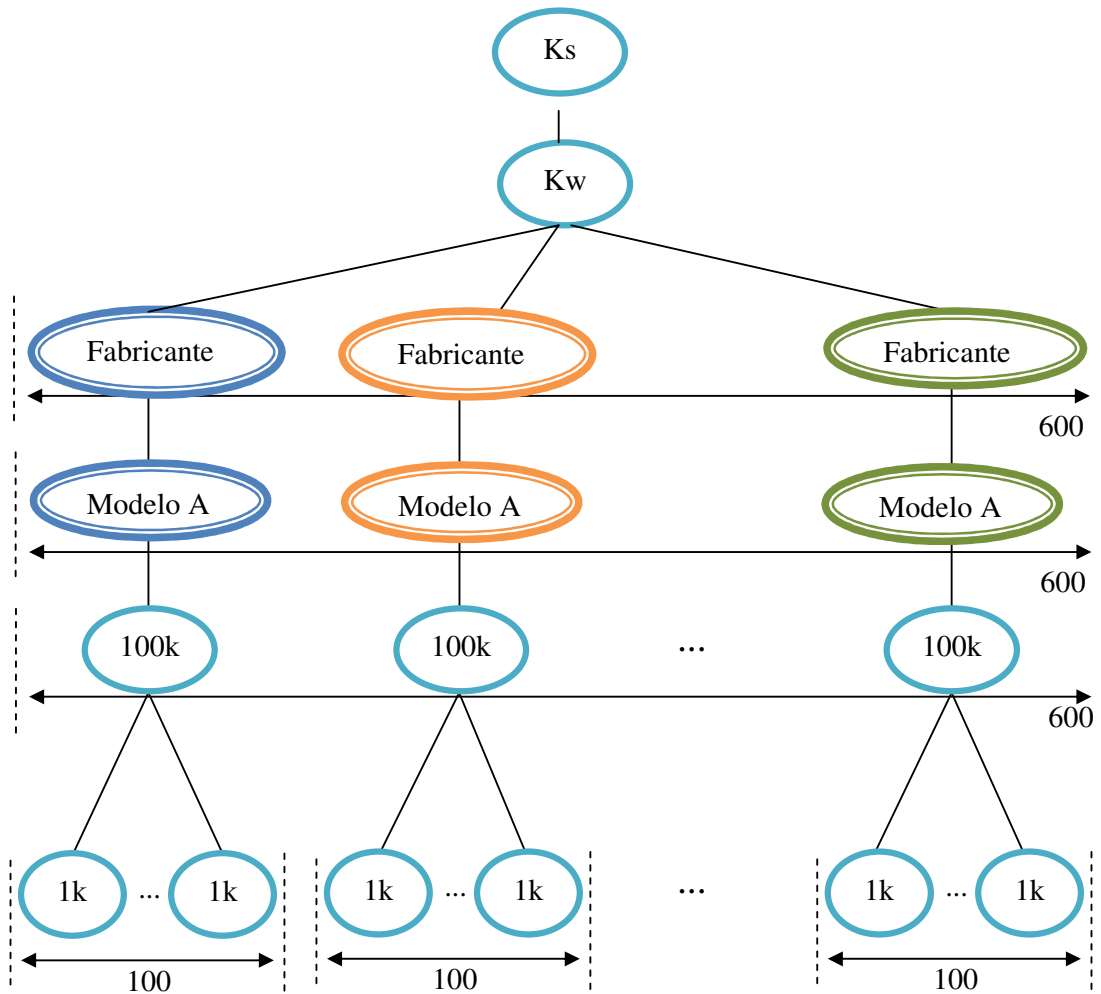 Ks
Kw
Fabricante Fabricante Fabricante
600
Modelo A Modelo A Modelo A
600
100k 100k ... 100k
600
1k ... 1k 1k ... 1k ... 1k ... 1k
100 100 100